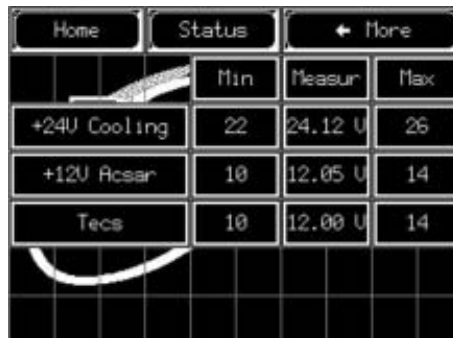 Home Status ← More
Min Measur Max
+24V Cooling 22 24.12 V 26
+12V Acsar 10 12.05 V 14
Tecs 10 12.00 V 14